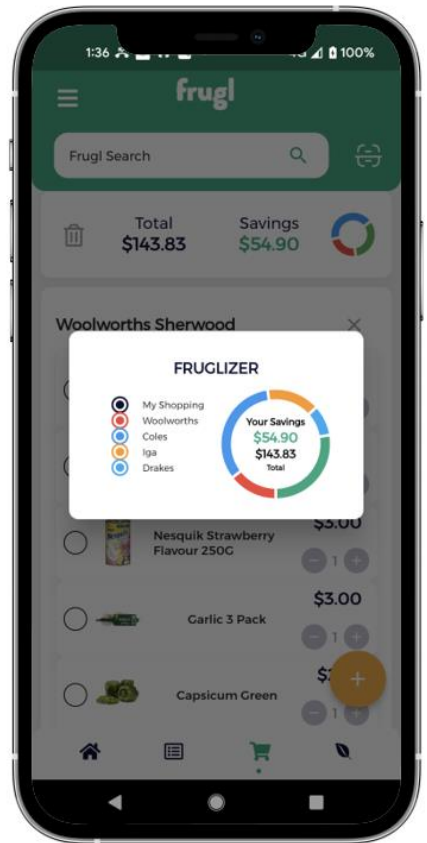 1:36
4G 100%
frugl
Frugl Search
Total Savings
$143.83 $54.90
Woolworths Sherwood
FRUGLIZER
My Shopping
Woolworths
Coles
Iga
Drakes
Your Savings
$54.90
$143.83
Total
Nesquik Strawberry
Flavour 250G
$3.00
1
$3.00
Garlic 3 Pack
1
Capsicum Green
1